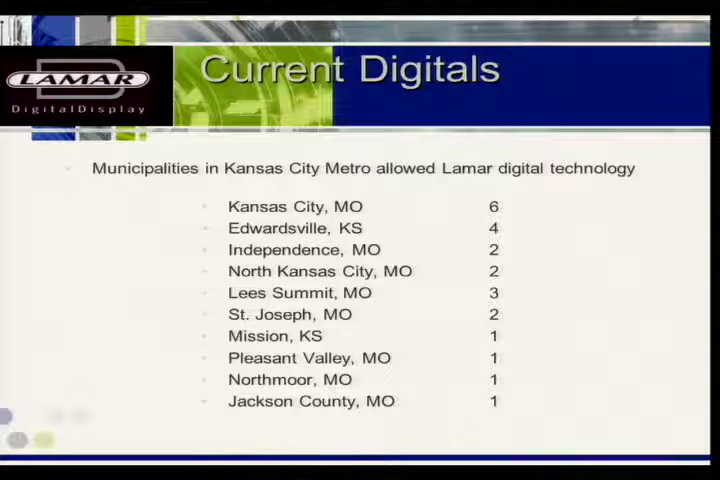 LAMAR
DigitalDisplay
Current Digitals
Municipalities in Kansas City Metro allowed Lamar digital technology
Kansas City, MO 6
Edwardsville, KS 4
Independence, MO 2
North Kansas City, MO 2
Lees Summit, MO 3
St. Joseph, MO 2
Mission, KS 1
Pleasant Valley, MO 1
Northmoor, MO 1
Jackson County, MO 1